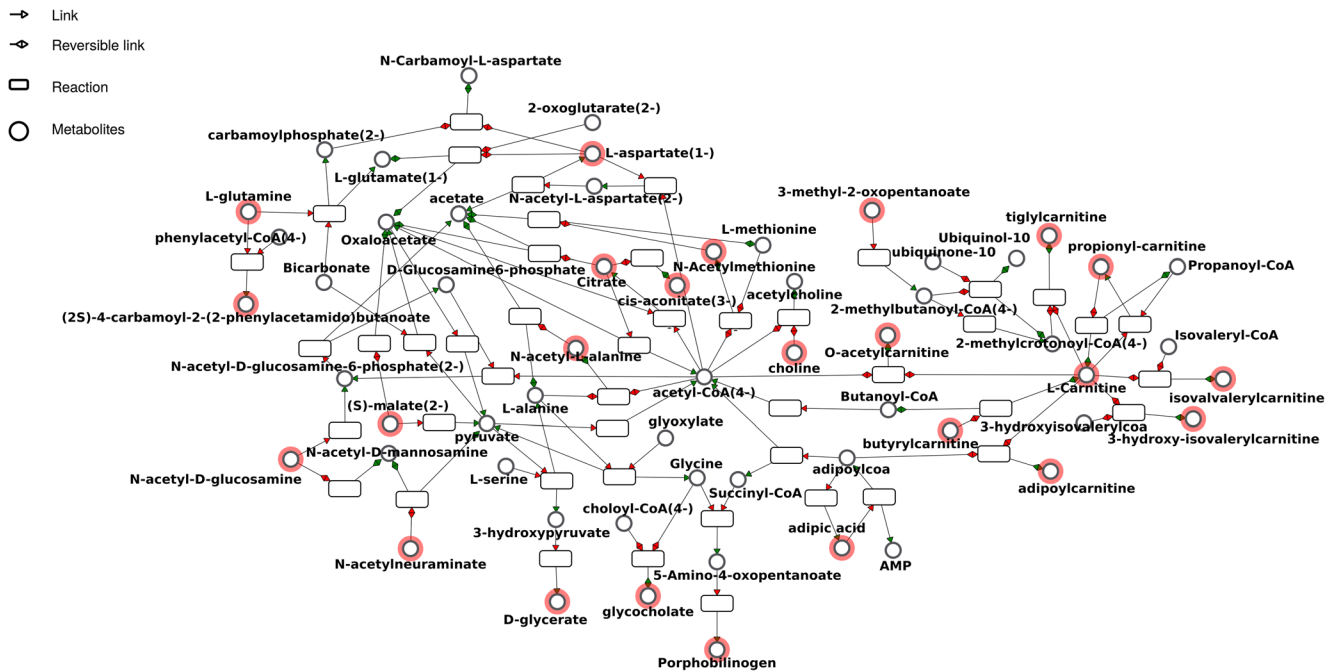 Link
Reversible link
Reaction
Metabolites
N-Carbamoyl-L-aspartate
2-oxoglutarate(2-)
carbamoylphosphate(2-)
L-aspartate(1-)
L-glutamate(1-)
L-glutamine
N-acetyl-L-aspartate(2-)
acetate
3-methyl-2-oxopentanoate
tiglylcarnitine
phenylacetyl-CoA(4-)
Oxaloacetate
L-methionine
Ubiquinol-10
propionyl-carnitine
ubiquinone-10
Bicarbonate
D-Glucosamine6-phosphate
N-Acetylmethionine
Propanoyl-CoA
Citrate
acetylcholine
cis-aconitate(3-)
2-methylbutanoyl-CoA(4-)
(2S)-4-carbamoyl-2-(2-phenylacetamido)butanoate
Isovaleryl-CoA
2-methylcrotonoyl-CoA(4-)
N-acetyl-L-alanine
O-acetylcarnitine
N-acetyl-D-glucosamine-6-phosphate(2-)
choline
acetyl-CoA(4-)
L-Carnitine
Butanoyl-CoA
isovalvalerylcarnitine
(S)-malate(2-)
L-alanine
glyoxylate
3-hydroxyisovalerylcoa
pyruvate
butyrylcarnitine
3-hydroxy-isovalerylcarnitine
N-acetyl-D-mannosamine
Glycine
adipoylcoa
N-acetyl-D-glucosamine
L-serine
Succinyl-CoA
adipoylcarnitine
choloyl-CoA(4-)
3-hydroxypyruvate
adipic acid
N-acetylneuraminate
AMP
5-Amino-4-oxopentanoate
D-glycerate
glycocholate
Porphobilinogen